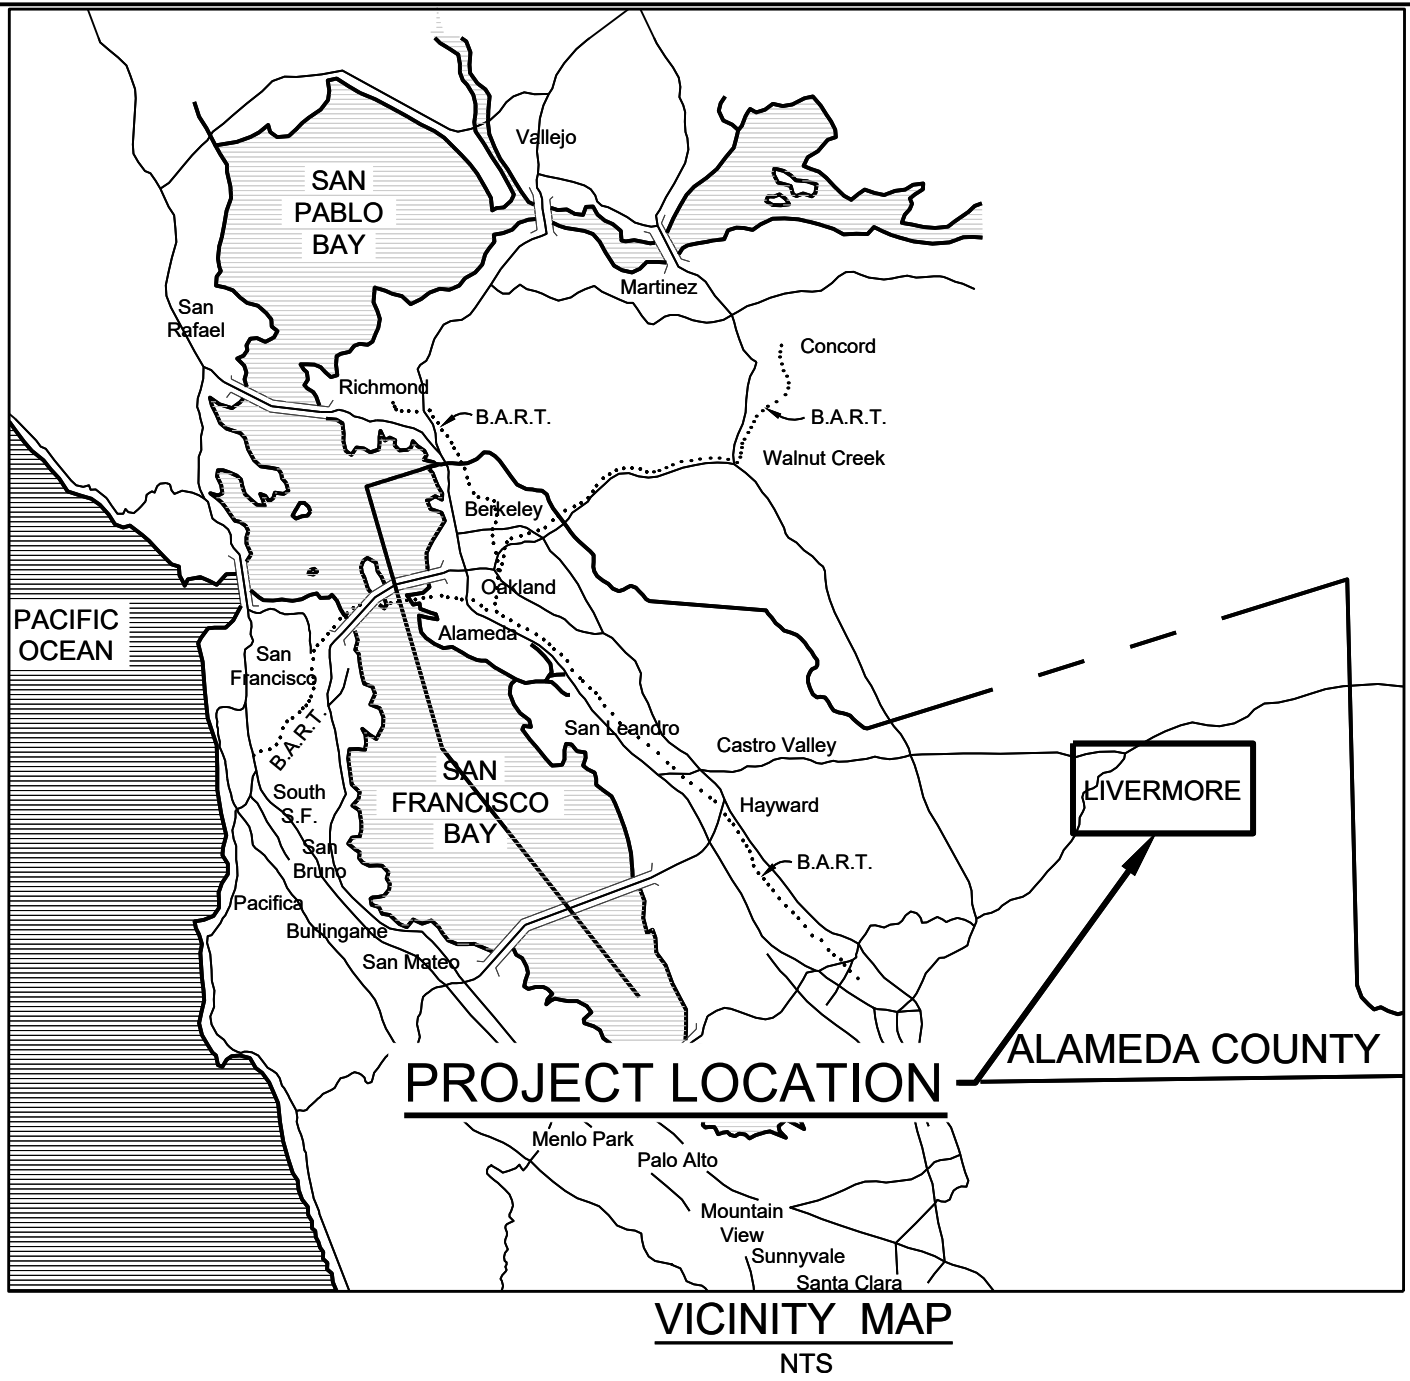 Vallejo
SAN
PABLO
BAY
Martinez
San
Rafael
Concord
Richmond
B.A.R.T.
B.A.R.T.
Walnut Creek
Berkeley
Oakland
PACIFIC
OCEAN
Alameda
San
Francisco
B.A.R.T.
San Leandro
Castro Valley
SAN
FRANCISCO
BAY
South
S.F.
LIVERMORE
Hayward
San
Bruno
B.A.R.T.
Pacifica
Burlingame
San Mateo
ALAMEDA COUNTY
PROJECT LOCATION
Menlo Park
Palo Alto
Mountain
View
Sunnyvale
Santa Clara
VICINITY MAP
NTS